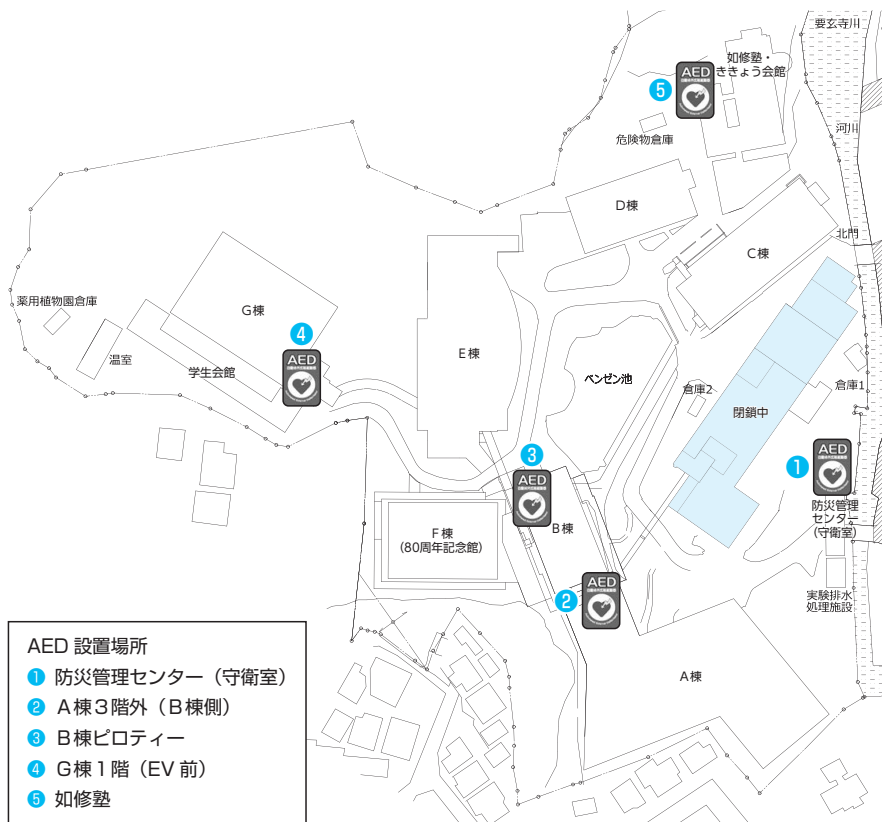 要玄寺川
如修塾・
ききょう会館
AED
5
河川
危険物倉庫
D棟
北門
C棟
薬用植物園倉庫
G棟
4
AED
温室
学生会館
E棟
ベンゼン池
倉庫2
倉庫1
閉鎖中
3
AED
1
AED
防災管理
センター
(守衛室)
B棟
F棟
(80周年記念館)
2
AED
実験排水
処理施設
A棟
AED 設置場所
1 防災管理センター(守衛室)
2 A棟3階外(B棟側)
3 B棟ピロティー
4 G棟1階(EV前)
5 如修塾